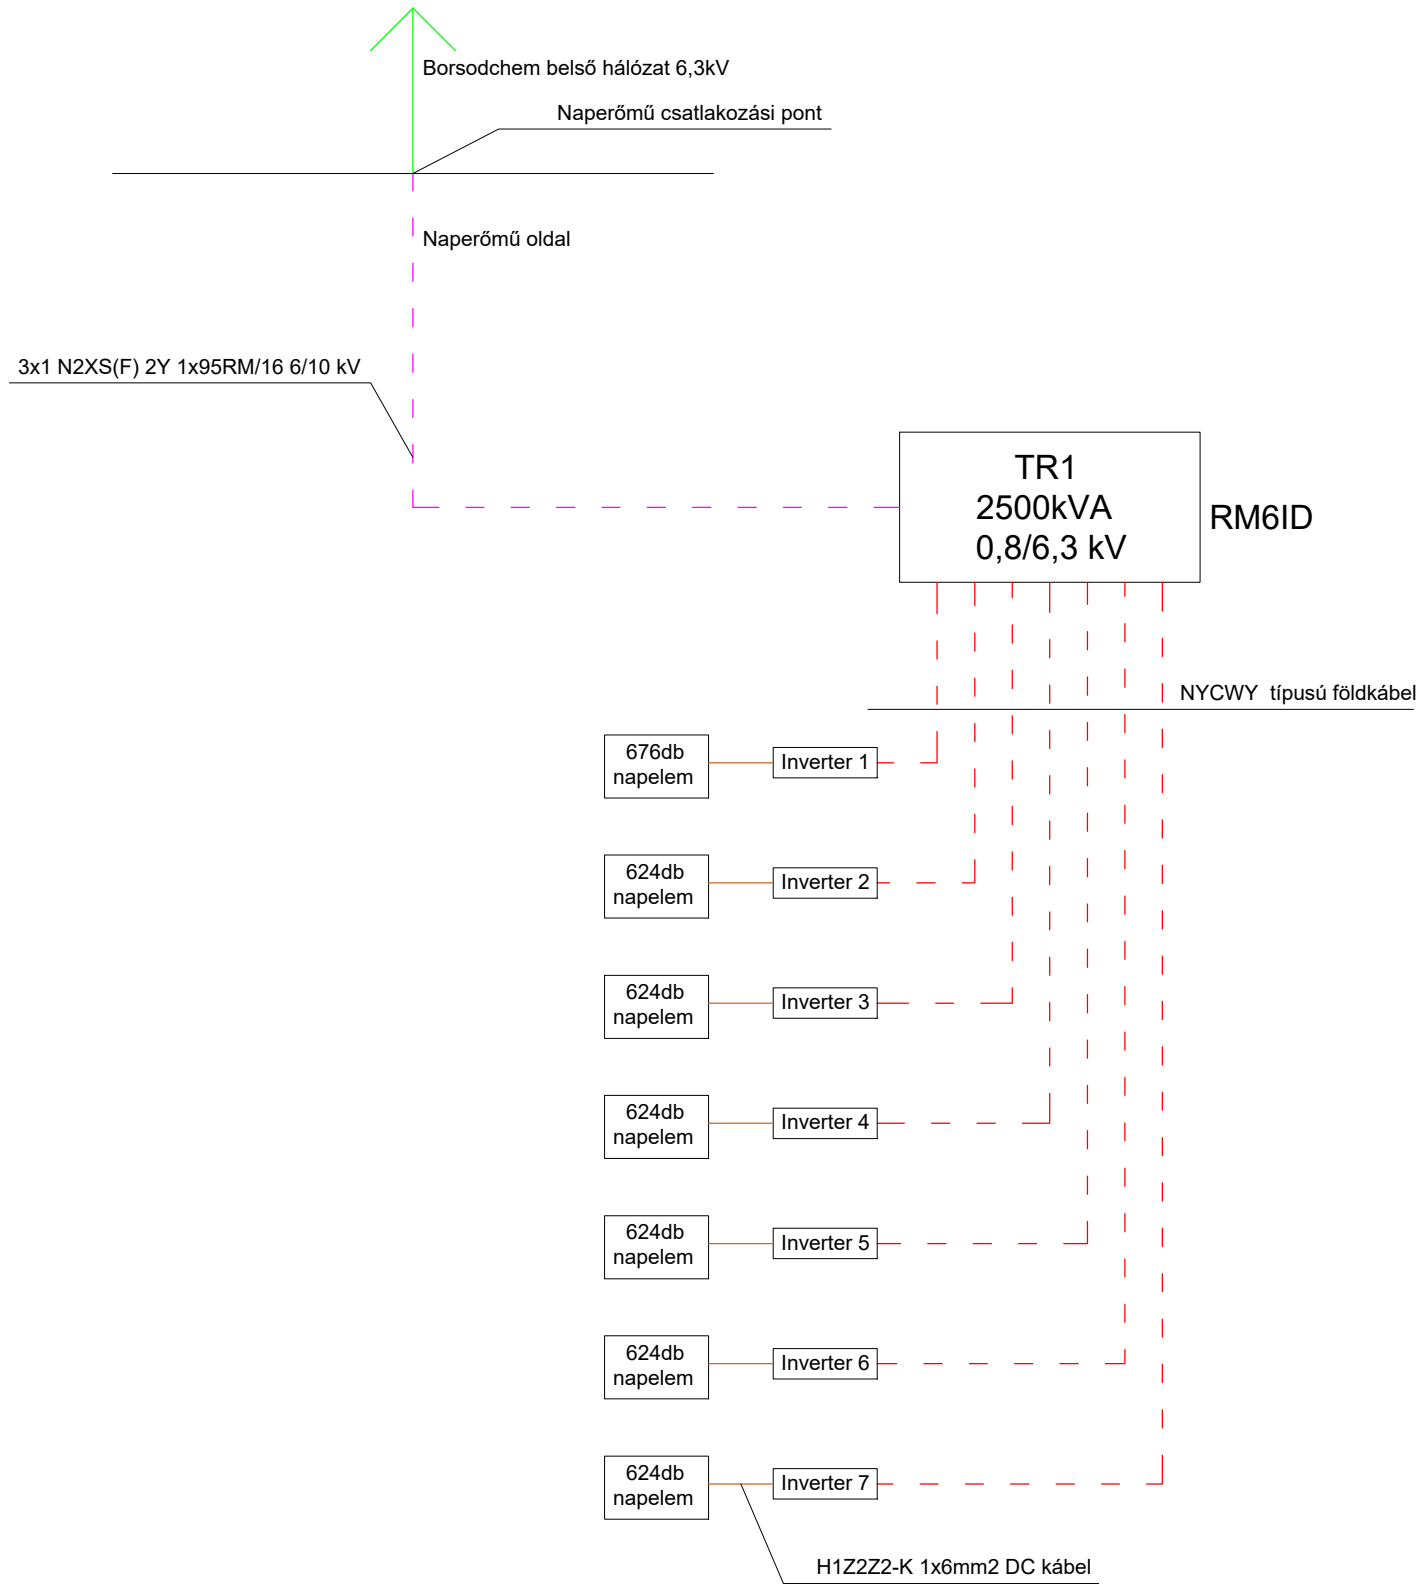 Borsodchem belső hálózat 6,3kV
Naperőmű csatlakozási pont
Naperőmű oldal
3x1 N2XS(F) 2Y 1x95RM/16 6/10 kV
TR1
2500kVA
0,8/6,3 kV
RM6ID
NYCWY típusú földkábel
676db
napelem
Inverter 1
624db
napelem
Inverter 2
624db
napelem
Inverter 3
624db
napelem
Inverter 4
624db
napelem
Inverter 5
624db
napelem
Inverter 6
624db
napelem
Inverter 7
H1Z2Z2-K 1x6mm2 DC kábel